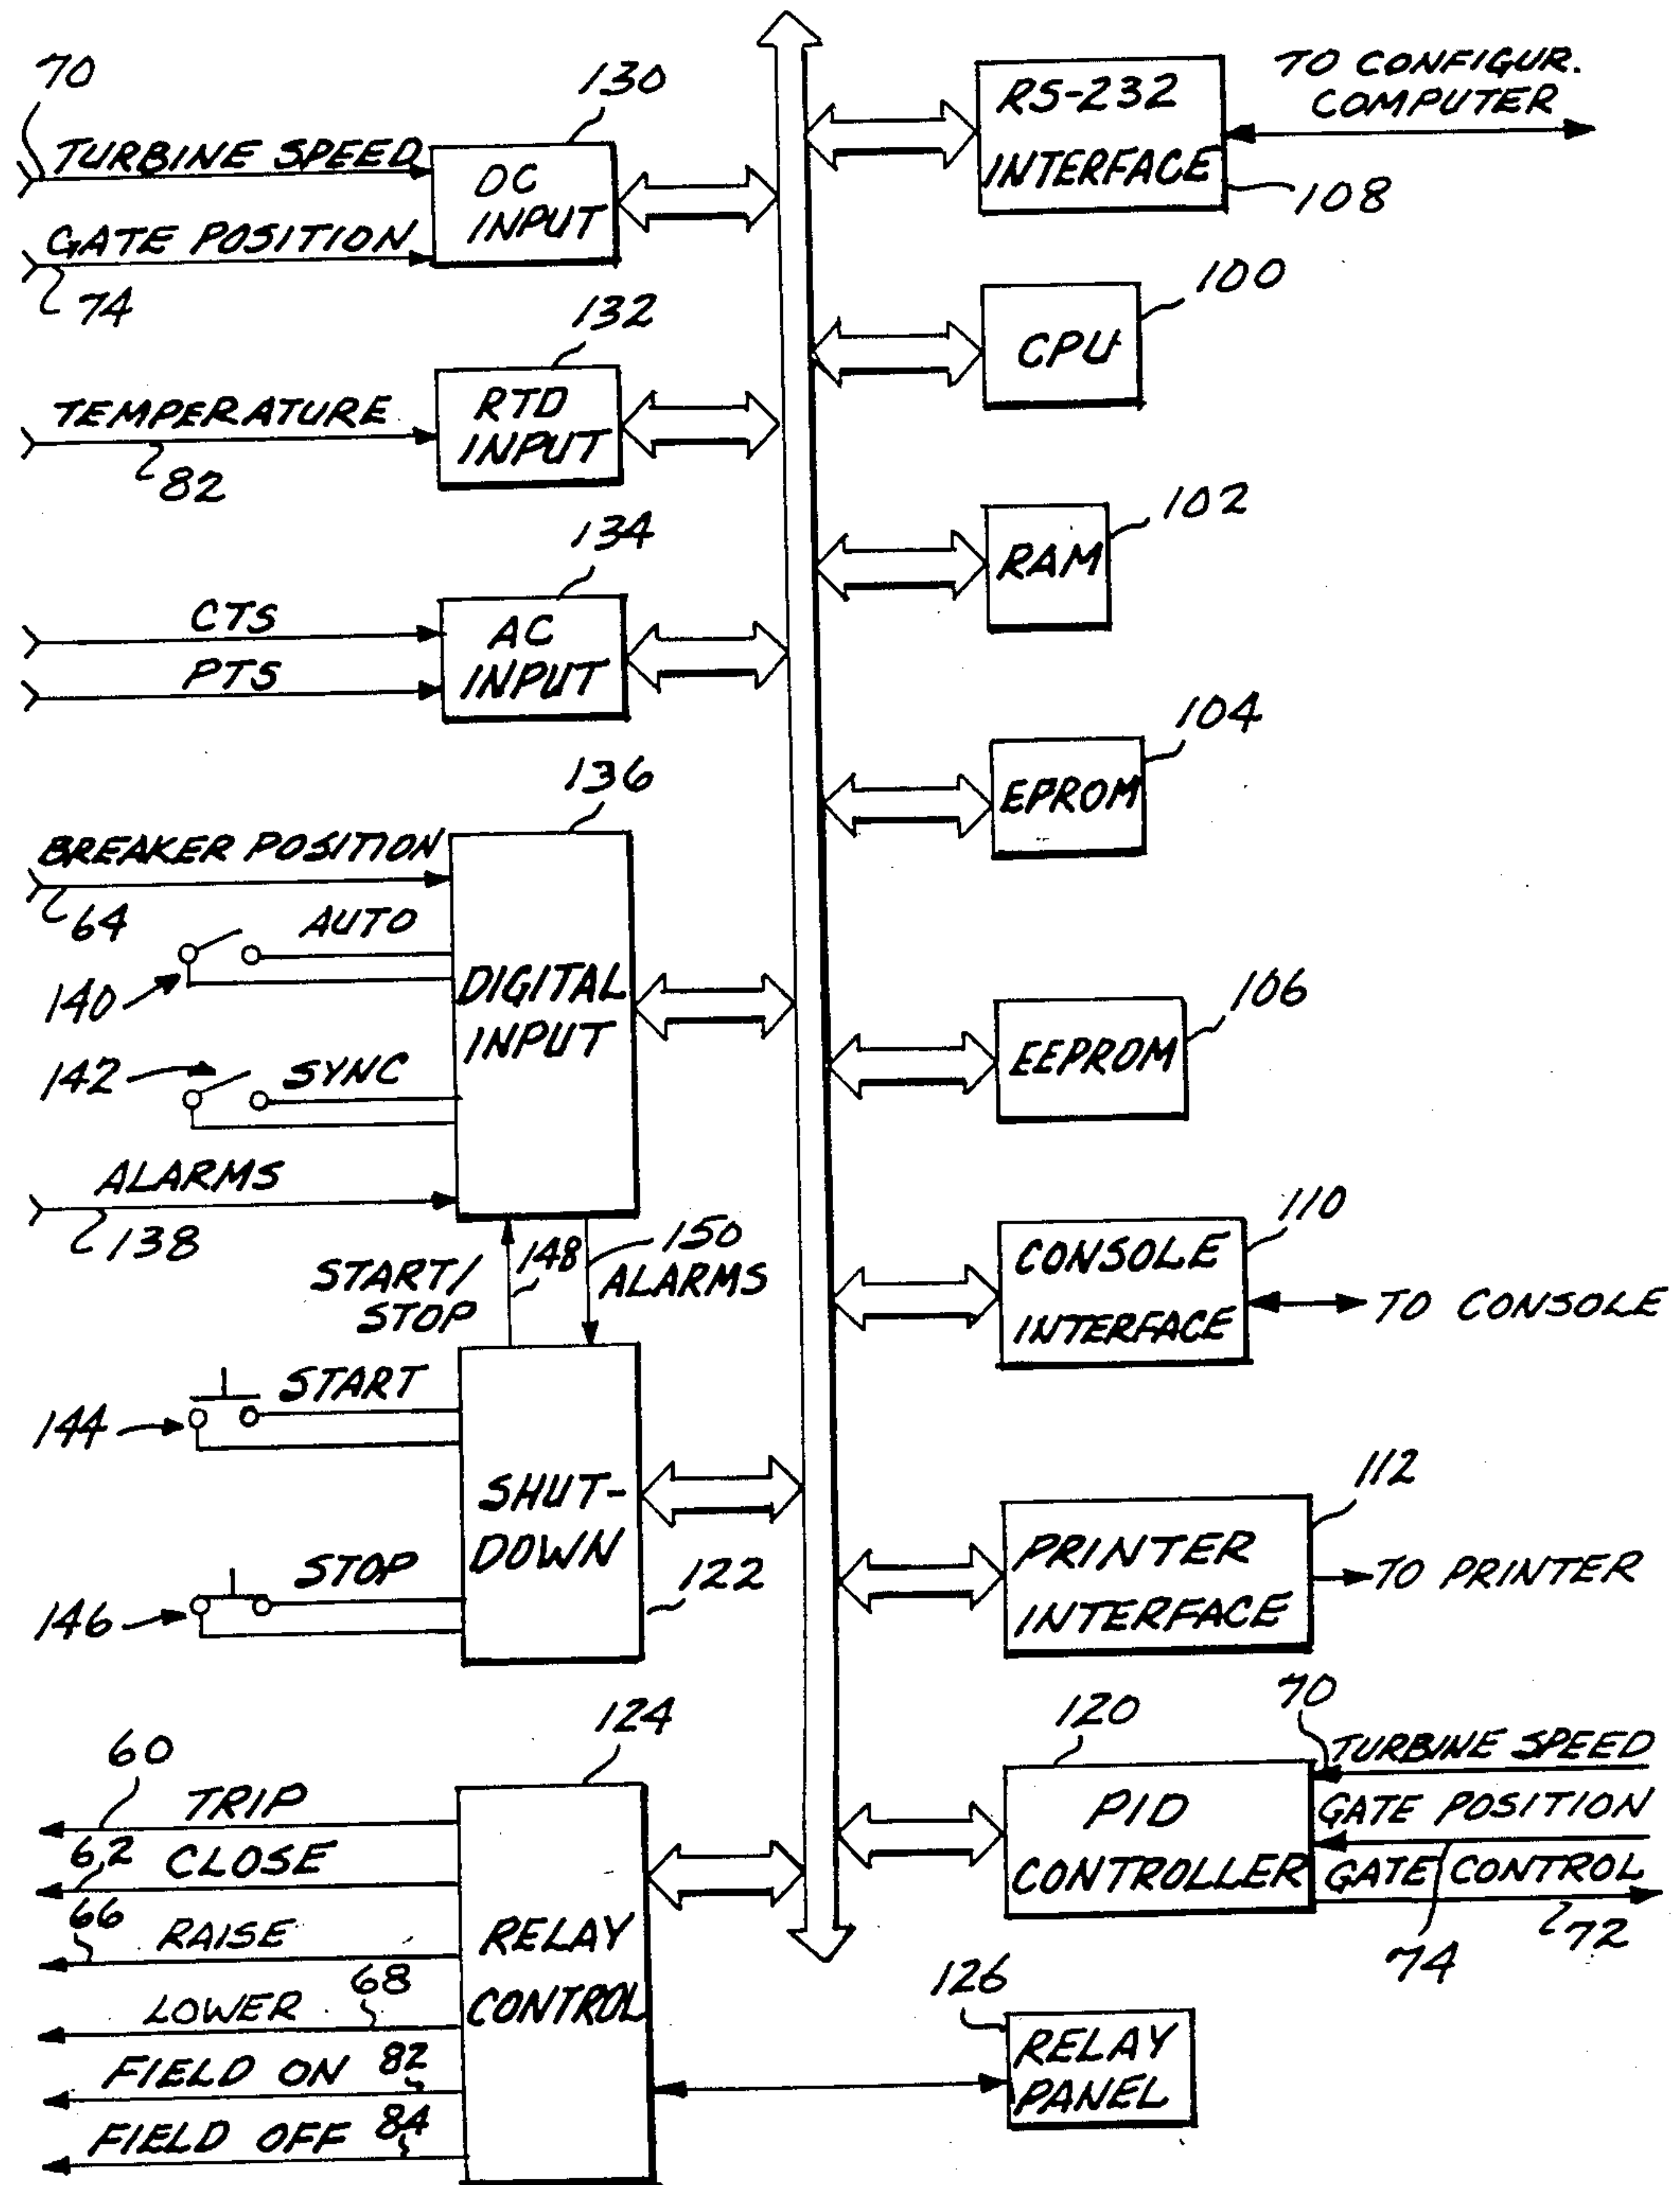 70
TURBINE SPEED
130
DC
INPUT
GATE POSITION
74
132
TEMPERATURE
82
RTD
INPUT
134
CTS
PTS
AC
INPUT
136
BREAKER POSITION
64
AUTO
140
DIGITAL
INPUT
142
SYNC
ALARMS
138
START/
STOP
148
150
ALARMS
START
144
SHUT-
DOWN
STOP
146
122
124
60
TRIP
62
CLOSE
66
RAISE
RELAY
CONTROL
68
LOWER
FIELD ON 82
FIELD OFF 84
RS-232
INTERFACE
108
TO CONFIGUR.
COMPUTER
100
CPU
102
RAM
104
EPROM
106
EEPROM
110
CONSOLE
INTERFACE
TO CONSOLE
112
PRINTER
INTERFACE
TO PRINTER
120
70
PID
CONTROLLER
TURBINE SPEED
GATE POSITION
GATE CONTROL
74
72
126
RELAY
PANEL